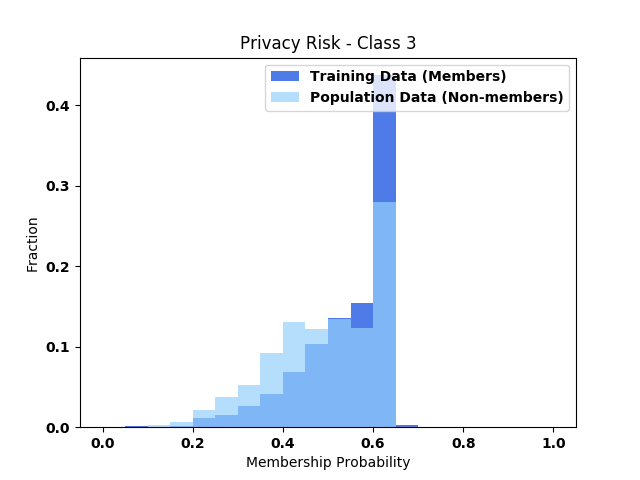 Privacy Risk - Class 3
Training Data (Members)
Population Data (Non-members)
0.4
0.3
0.2
0.1
0.0
Fraction
0.0 0.2 0.4 0.6 0.8 1.0
Membership Probability